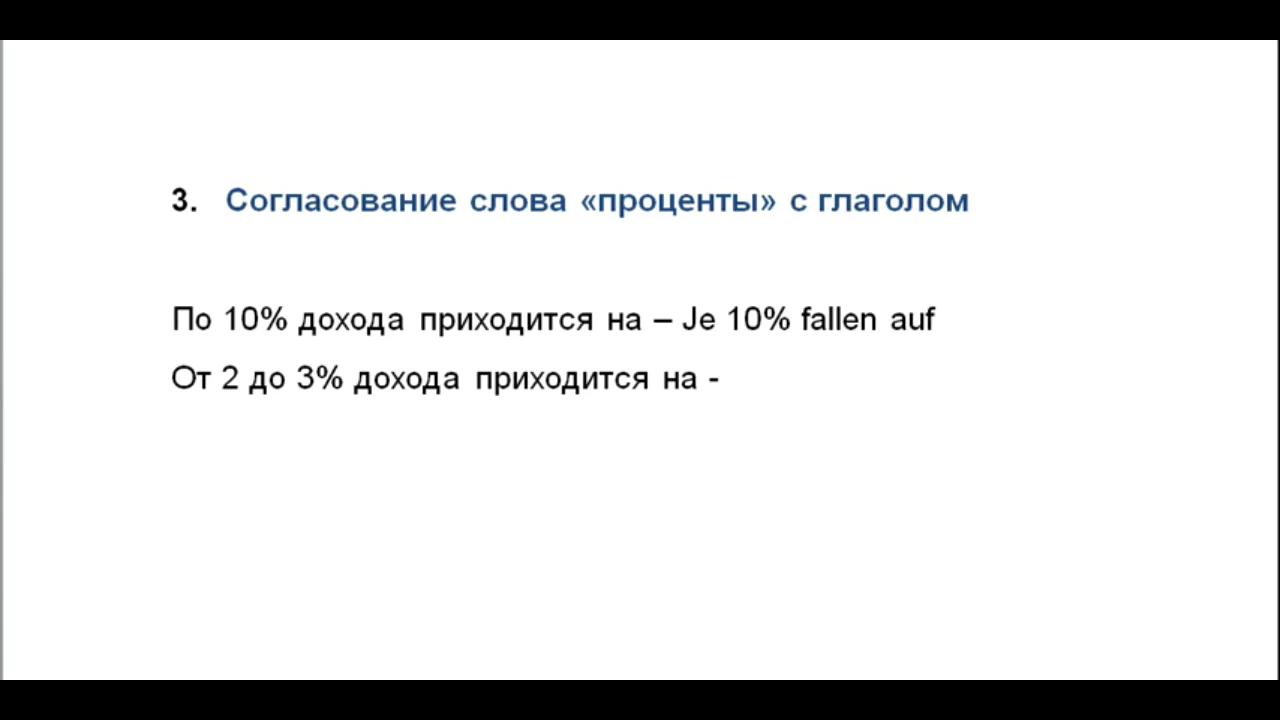 3. Согласование слова «проценты» с глаголом
По 10% дохода приходится на – Je 10% fallen auf
От 2 до 3% дохода приходится на -